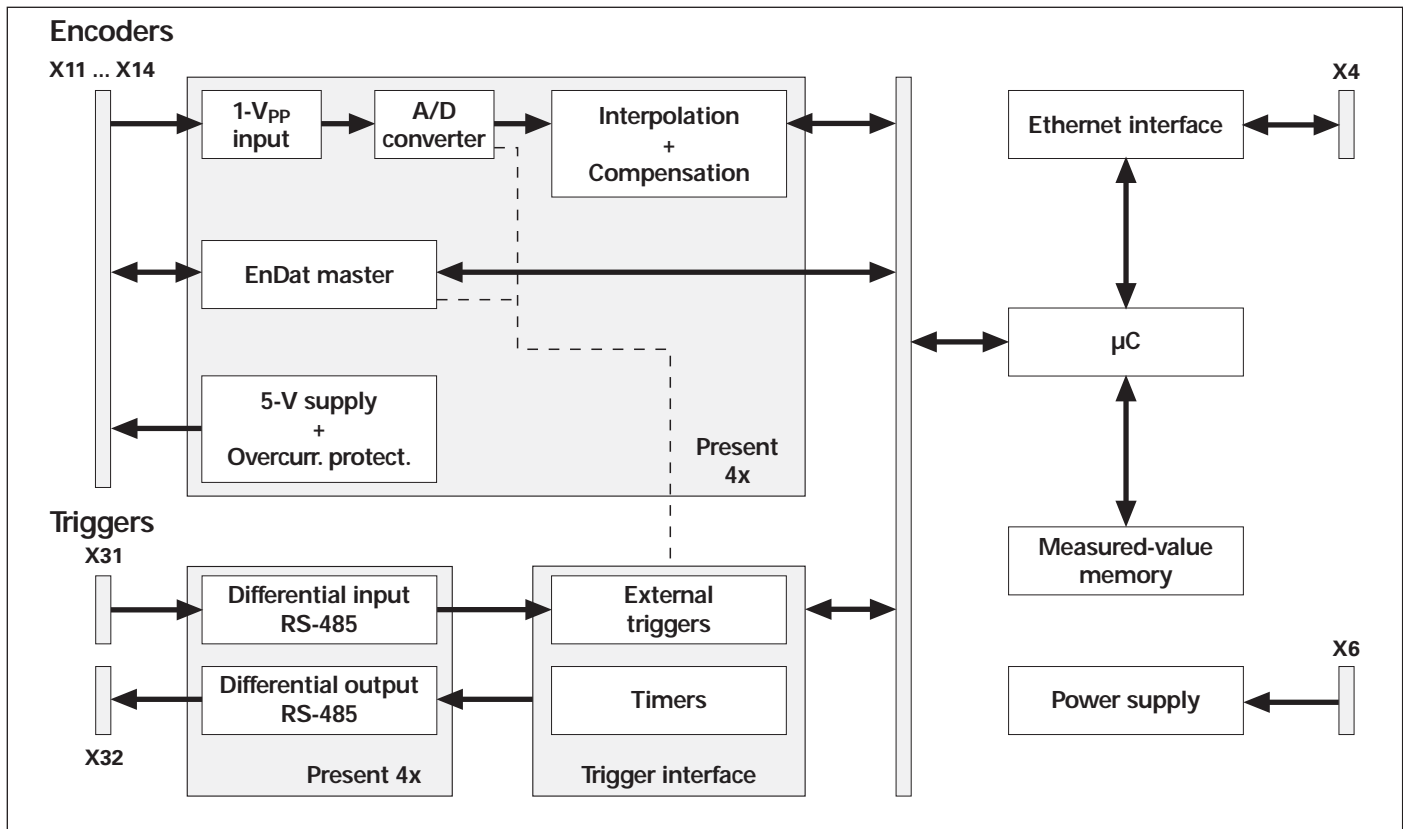 Encoders
X11 ... X14
X4
1-VPP
input
A/D
converter
Interpolation
+
Compensation
Ethernet interface
EnDat master
µC
5-V supply
+
Overcurr. protect.
Present
4x
Triggers
X31
Measured-value
memory
Differential input
RS-485
External
triggers
X6
Differential output
RS-485
Timers
Power supply
X32
Present 4x
Trigger interface